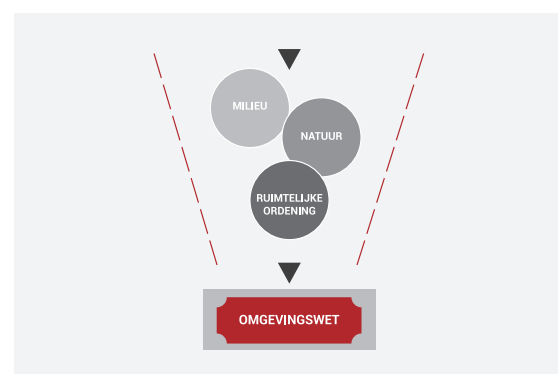 MILIEU
NATUUR
RUIMTELIJKE
ORDENING
OMGEVINGSWET